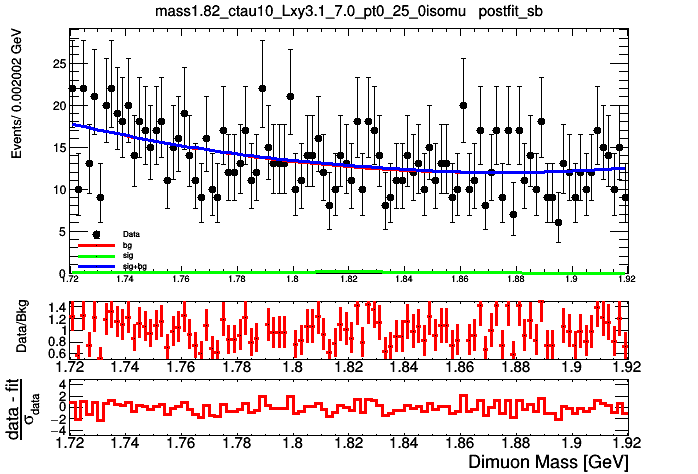 mass1.82_ctau10_Lxy3.1_7.0_pt0_25_0isomu postfit_sb
Events/ 0.002002 GeV
25
20
15
10
5
0
Data
bg
sig
sig+bg
1.72 1.74 1.76 1.78 1.8 1.82 1.84 1.86 1.88 1.9 1.92
Data/Bkg
1.4
1.2
1
0.8
0.6
1.72 1.74 1.76 1.78 1.8 1.82 1.84 1.86 1.88 1.9 1.92
data - fit
σdata
4
2
0
−2
−4
1.72 1.74 1.76 1.78 1.8 1.82 1.84 1.86 1.88 1.9 1.92
Dimuon Mass [GeV]